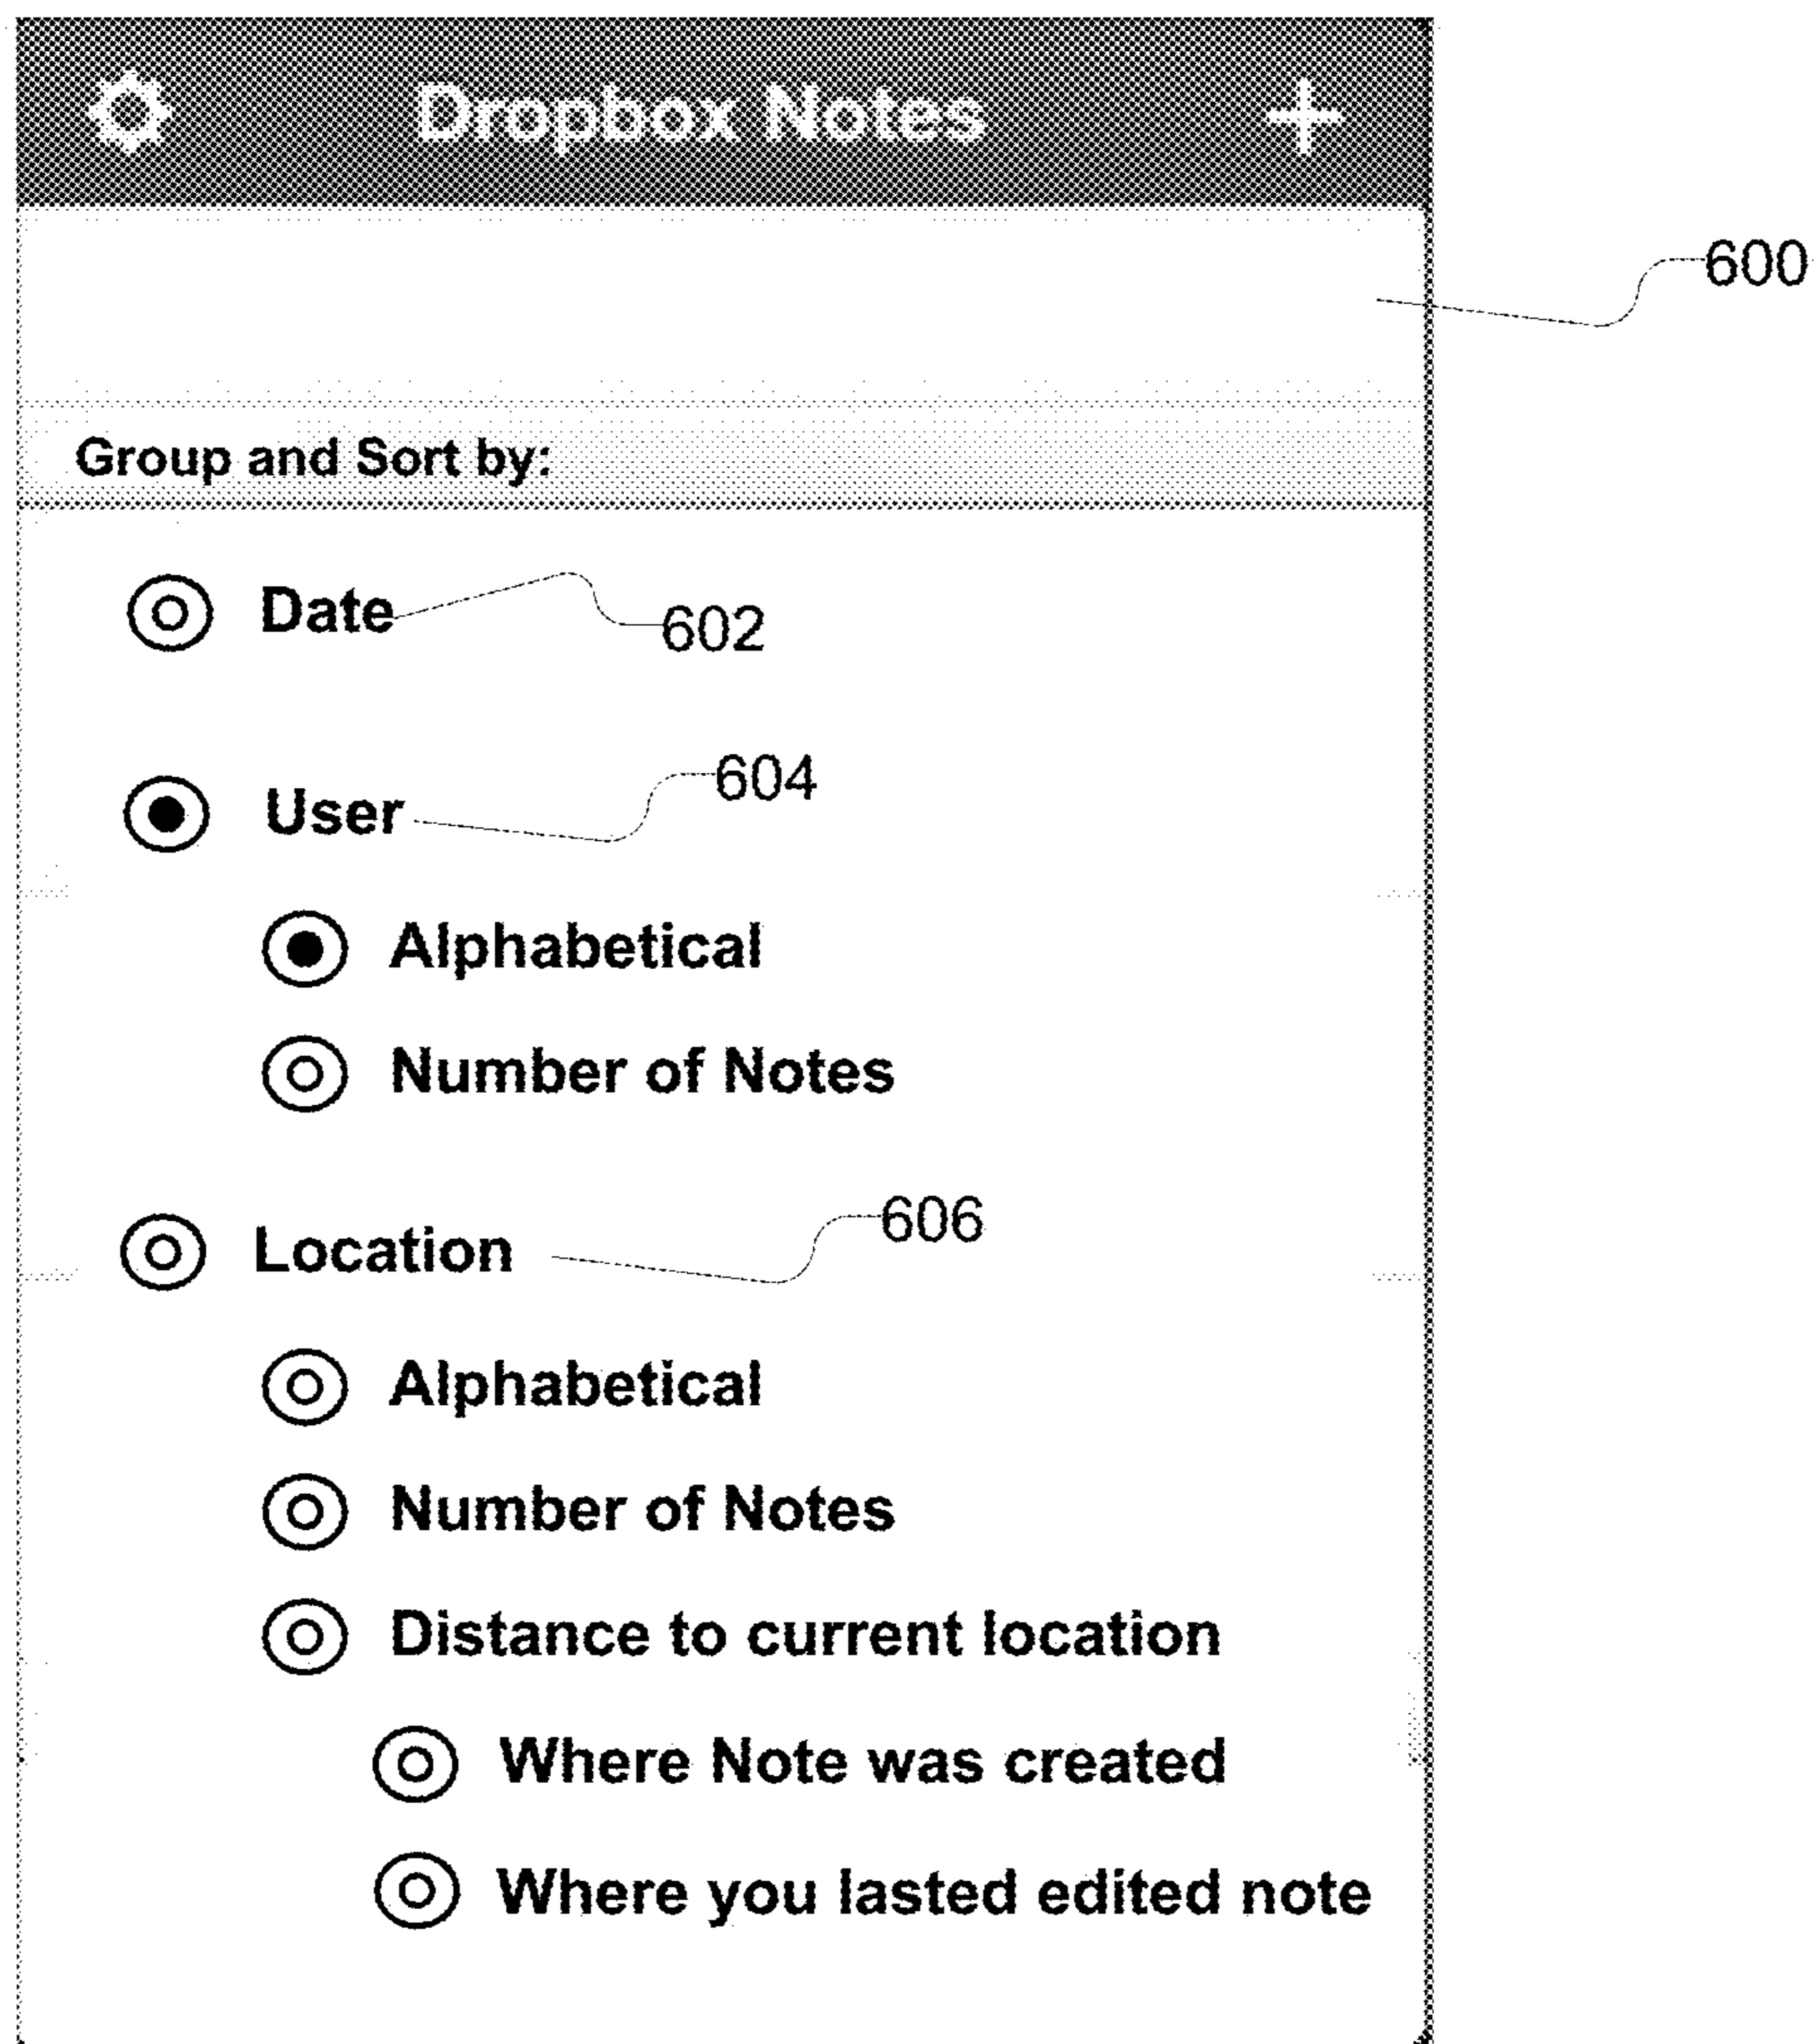 Dropbox Notes
600
Group and Sort by:
Date
602
User
604
Alphabetical
Number of Notes
Location
606
Alphabetical
Number of Notes
Distance to current location
Where Note was created
Where you lasted edited note